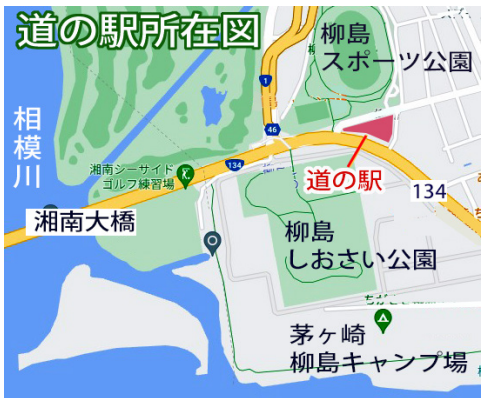 道の駅所在図
柳島
スポーツ公園
1
相模川
46
湘南シーサイド
ゴルフ練習場
134
道の駅
134
湘南大橋
柳島
しおさい公園
茅ヶ崎
柳島キャンプ場